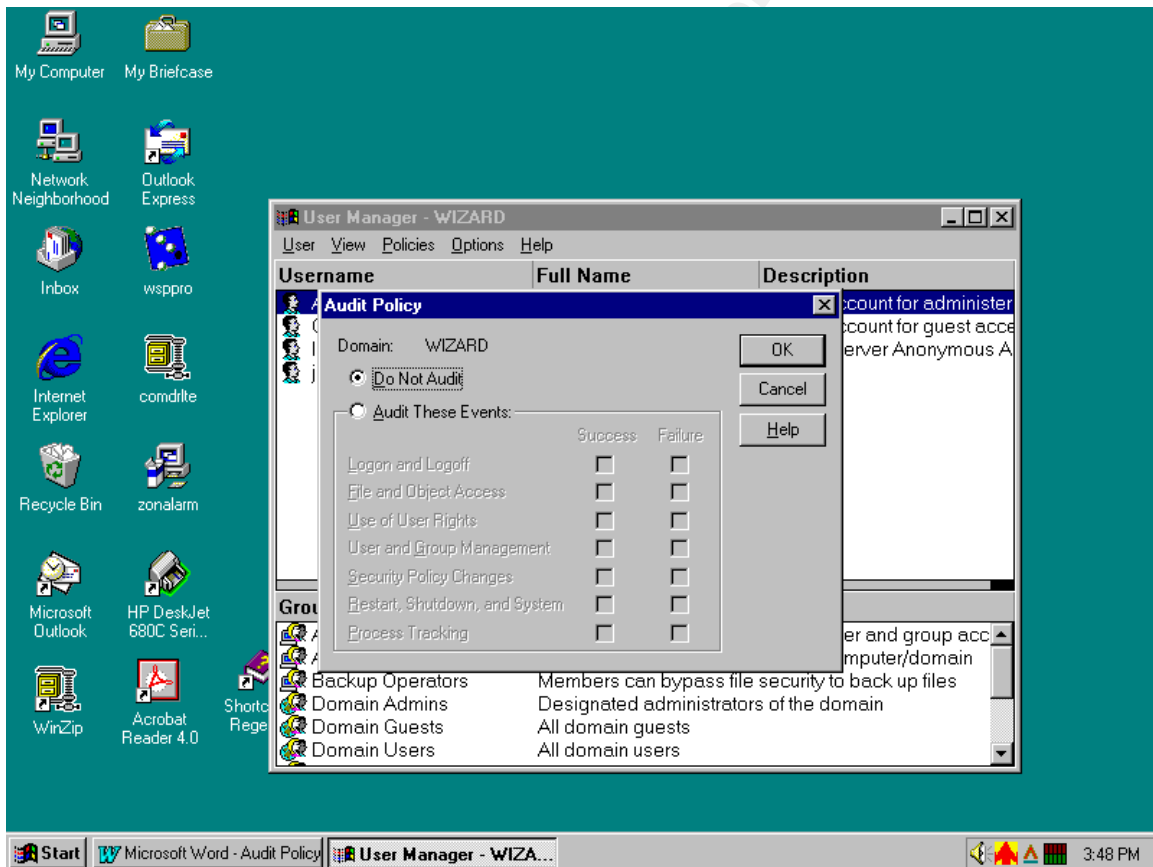 My Computer
My Briefcase
Network Neighborhood
Outlook Express
Inbox
wsppro
Internet Explorer
comdrlte
Recycle Bin
zonalarm
Microsoft Outlook
HP DeskJet 680C Seri...
WinZip
Acrobat Reader 4.0
Shortc
Rege
User Manager - WIZARD
User View Policies Options Help
Username Full Name Description
ccount for administer
ccount for guest acce
erver Anonymous A
j
Audit Policy
Domain: WIZARD
Do Not Audit
Audit These Events:
Success Failure
Logon and Logoff
File and Object Access
Use of User Rights
User and Group Management
Security Policy Changes
Restart, Shutdown, and System
Process Tracking
OK
Cancel
Help
Grou
er and group acc
mputer/domain
Backup Operators Members can bypass file security to back up files
Domain Admins Designated administrators of the domain
Domain Guests All domain guests
Domain Users All domain users
Start
Microsoft Word - Audit Policy
User Manager - WIZA...
3:48 PM